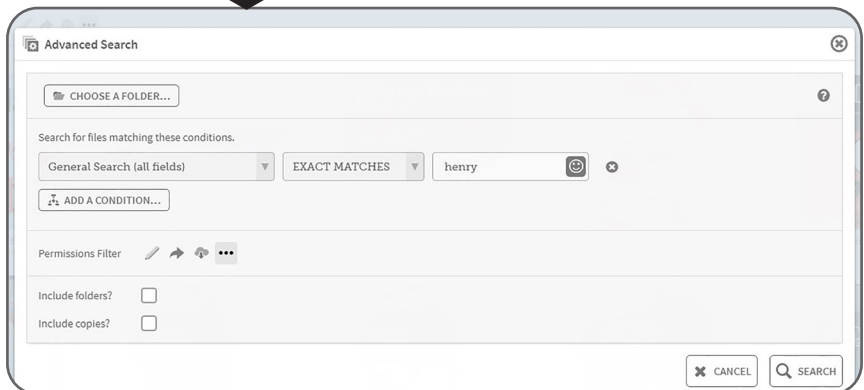 Advanced Search
CHOOSE A FOLDER...
Search for files matching these conditions.
General Search (all fields) EXACT MATCHES henry
ADD A CONDITION...
Permissions Filter
Include folders?
Include copies?
CANCEL SEARCH